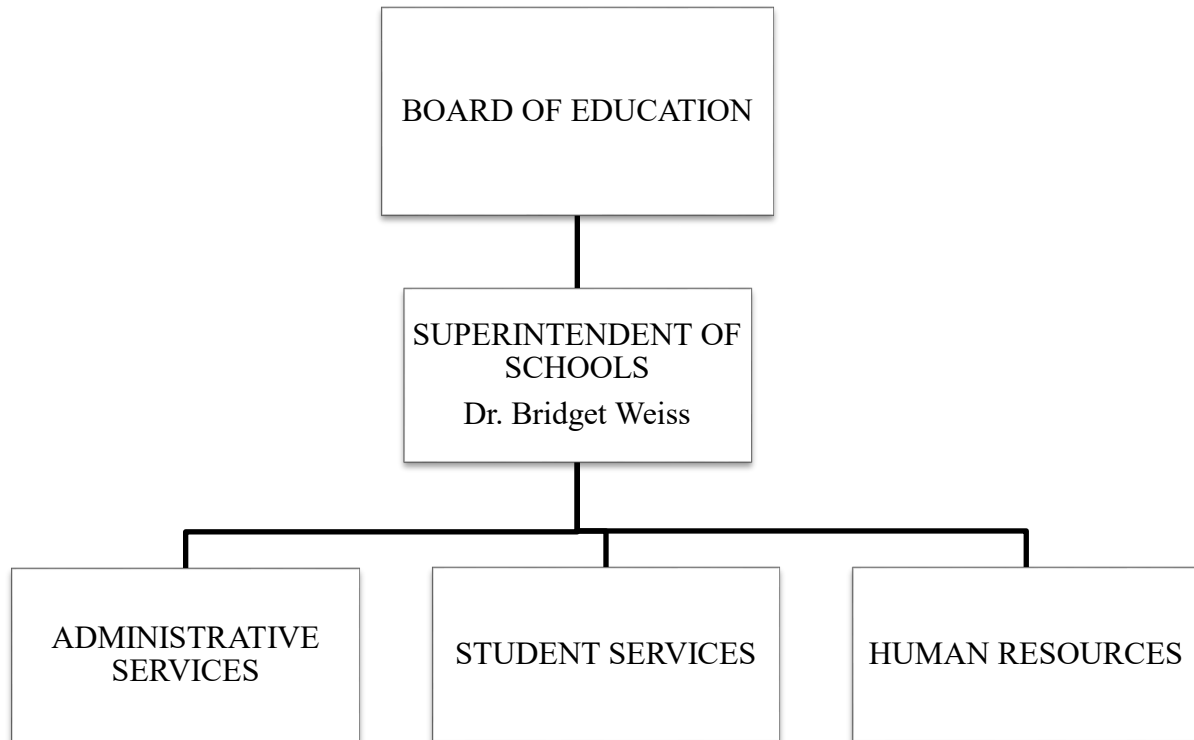 BOARD OF EDUCATION
SUPERINTENDENT OF
SCHOOLS
Dr. Bridget Weiss
ADMINISTRATIVE
SERVICES
STUDENT SERVICES
HUMAN RESOURCES